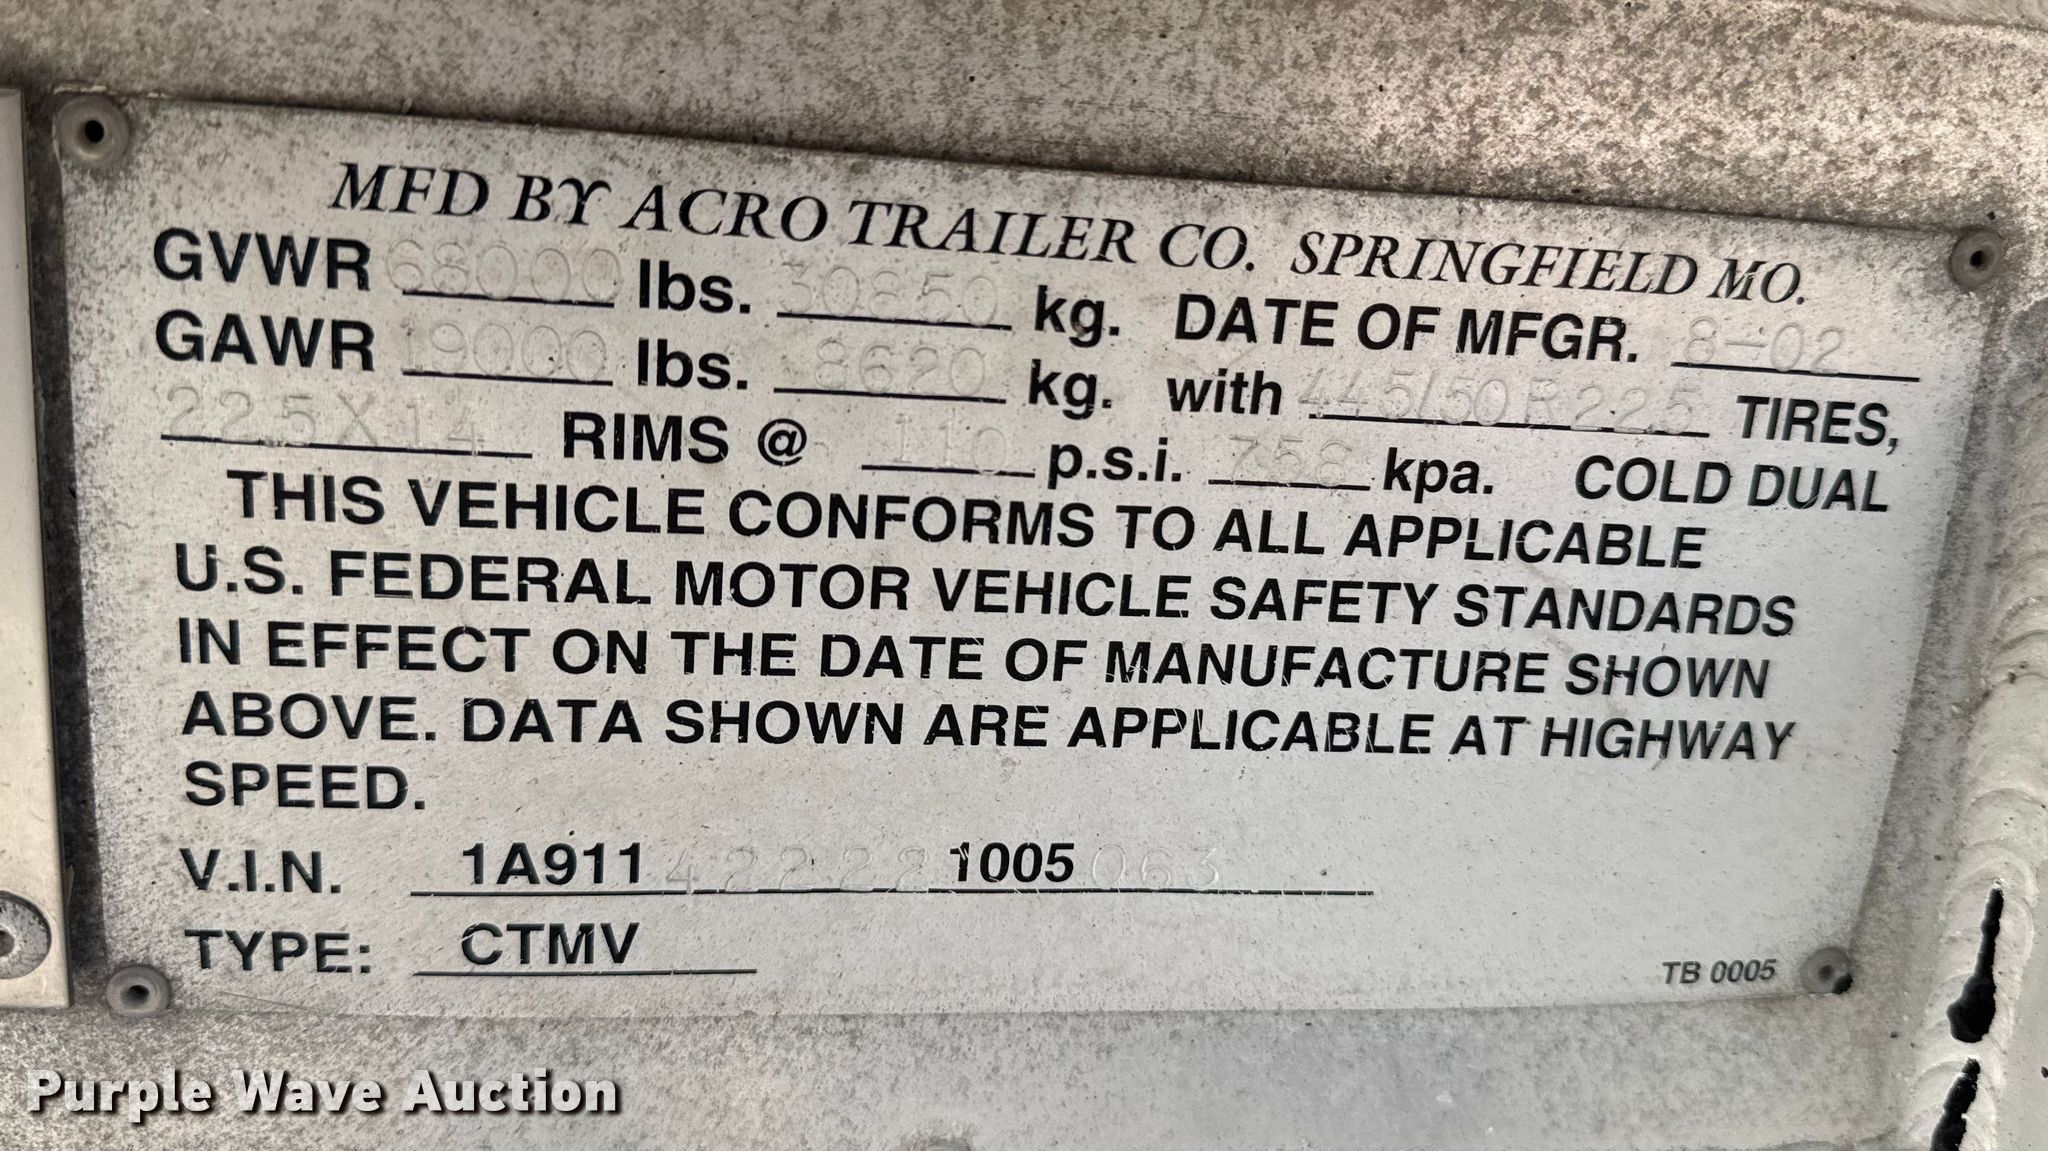 MFD BY ACRO TRAILER CO. SPRINGFIELD MO.
GVWR 68000 lbs. 30850 kg. DATE OF MFGR. 8-02
GAWR 19000 lbs. 8620 kg. with 445/50R22.5 TIRES,
22.5X14 RIMS @ 110 p.s.i. 758 kpa. COLD DUAL
THIS VEHICLE CONFORMS TO ALL APPLICABLE
U.S. FEDERAL MOTOR VEHICLE SAFETY STANDARDS
IN EFFECT ON THE DATE OF MANUFACTURE SHOWN
ABOVE. DATA SHOWN ARE APPLICABLE AT HIGHWAY
SPEED.
V.I.N. 1A911422221005063
TYPE: CTMV
TB 0005
Purple Wave Auction